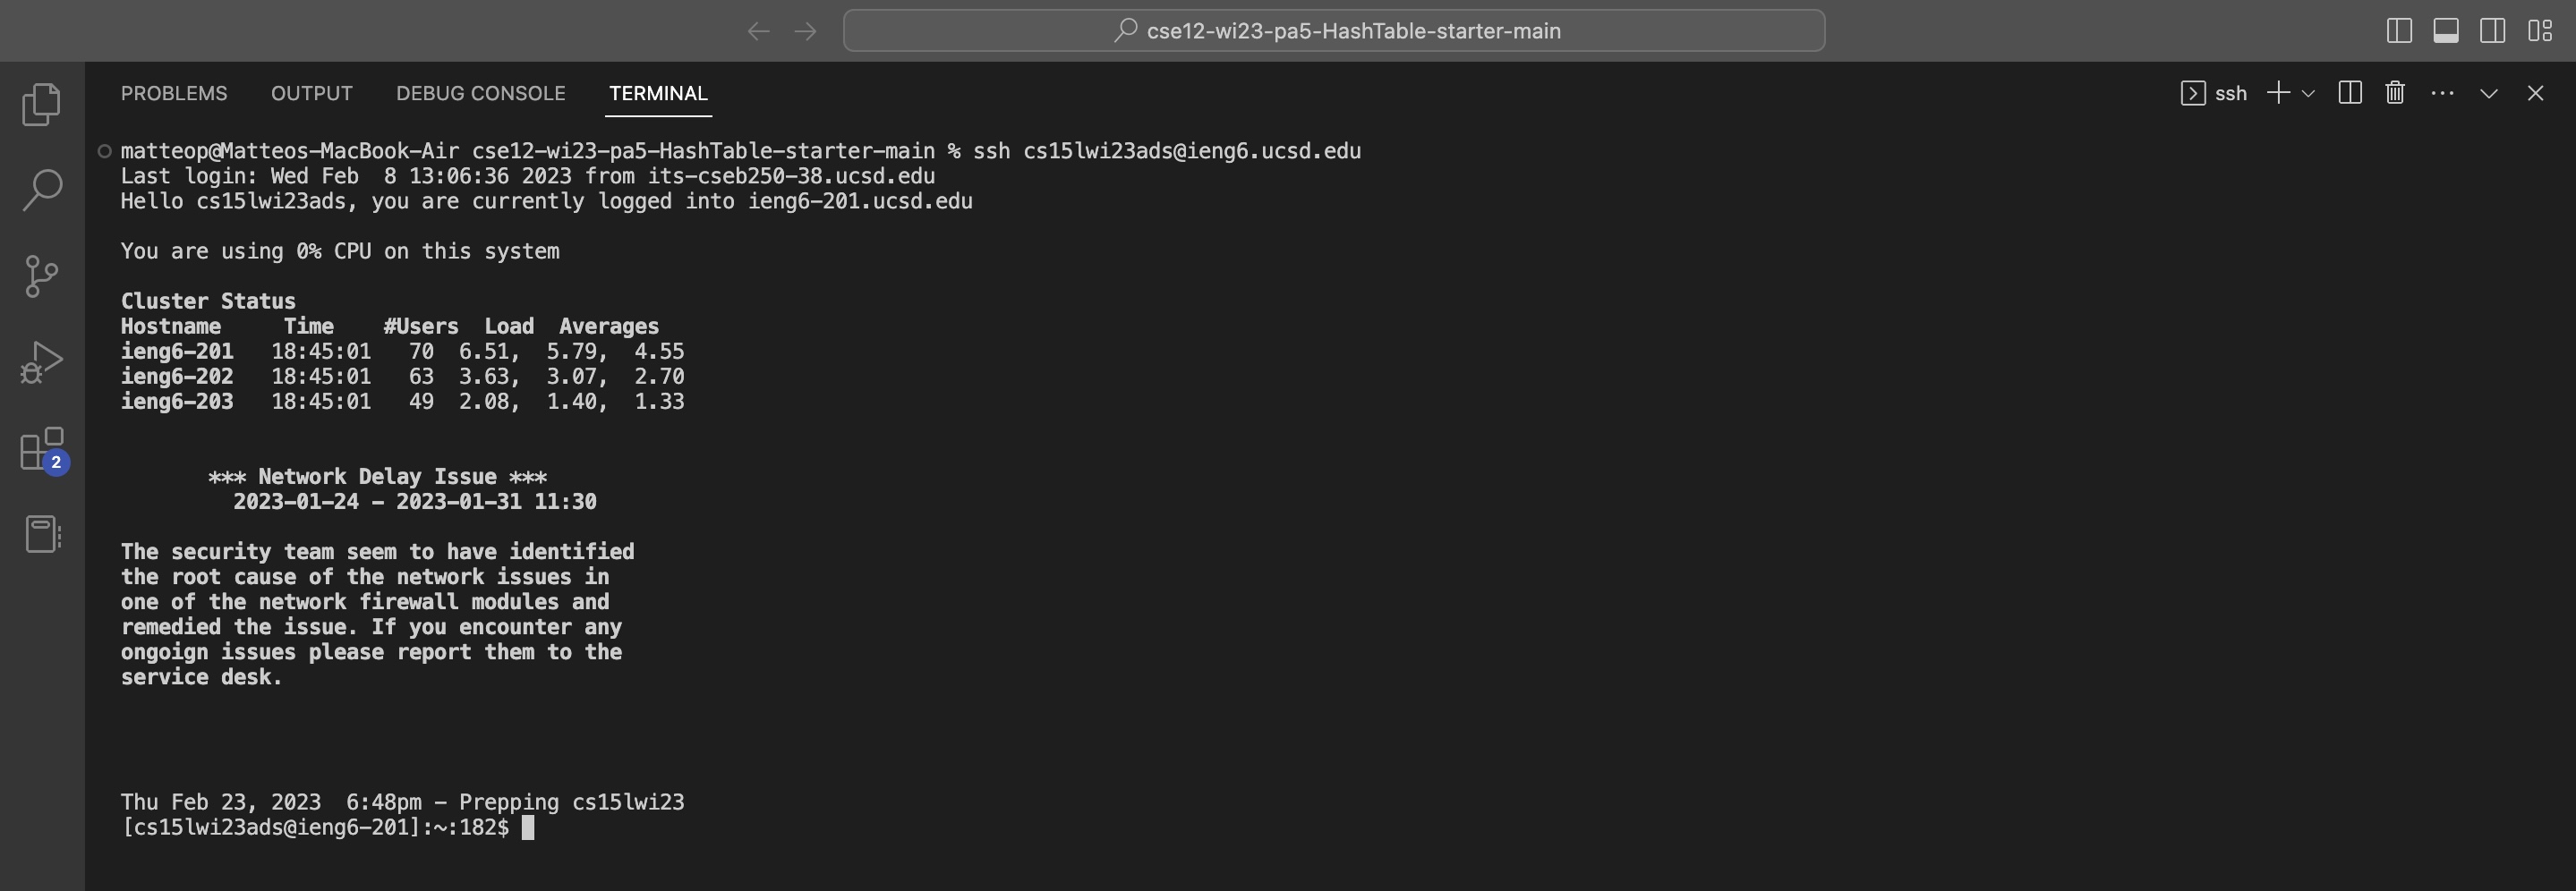 cse12-wi23-pa5-HashTable-starter-main
PROBLEMS OUTPUT DEBUG CONSOLE TERMINAL ssh
matteop@Matteos-MacBook-Air cse12-wi23-pa5-HashTable-starter-main % ssh cs15lwi23ads@ieng6.ucsd.edu
Last login: Wed Feb  8 13:06:36 2023 from its-cseb250-38.ucsd.edu
Hello cs15lwi23ads, you are currently logged into ieng6-201.ucsd.edu
You are using 0% CPU on this system
Cluster Status
Hostname     Time    #Users  Load  Averages
ieng6-201   18:45:01   70  6.51,  5.79,  4.55
ieng6-202   18:45:01   63  3.63,  3.07,  2.70
ieng6-203   18:45:01   49  2.08,  1.40,  1.33
2
*** Network Delay Issue ***
2023-01-24 - 2023-01-31 11:30
The security team seem to have identified
the root cause of the network issues in
one of the network firewall modules and
remedied the issue. If you encounter any
ongoign issues please report them to the
service desk.
Thu Feb 23, 2023  6:48pm - Prepping cs15lwi23
[cs15lwi23ads@ieng6-201]:~:182$